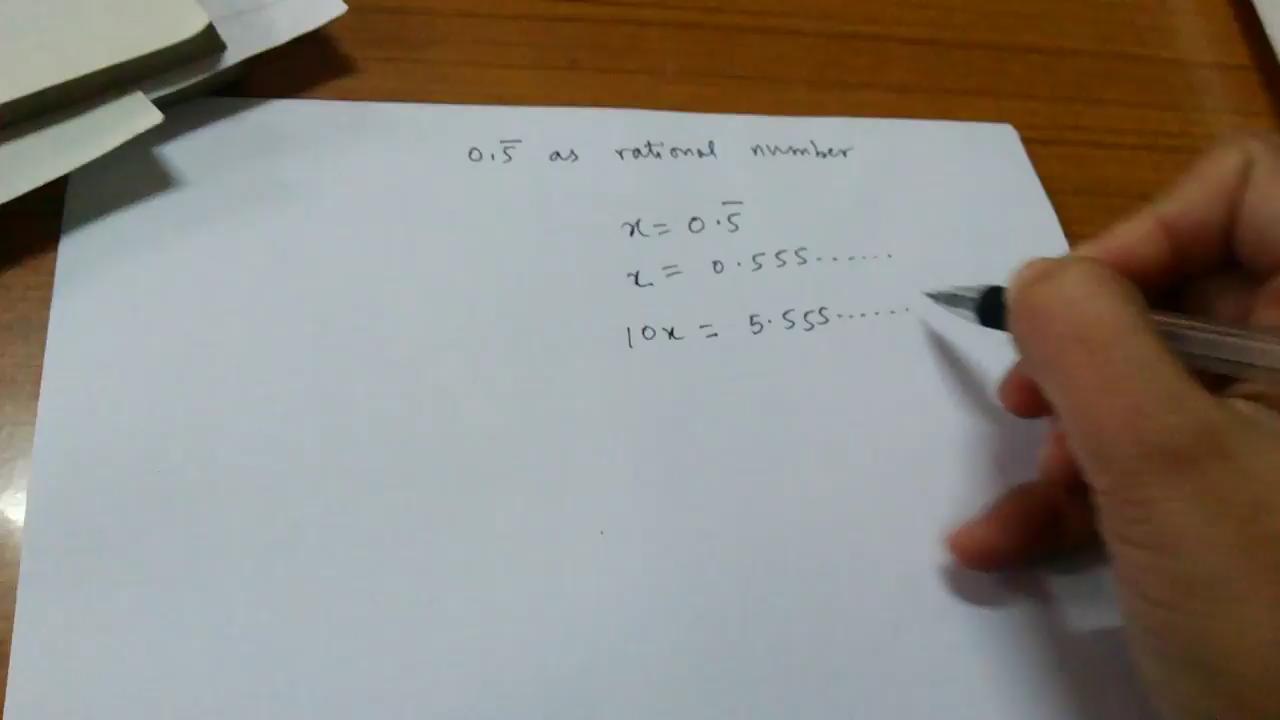 0.5̅ as rational number
x = 0.5̅
x = 0.555......
10x = 5.555......